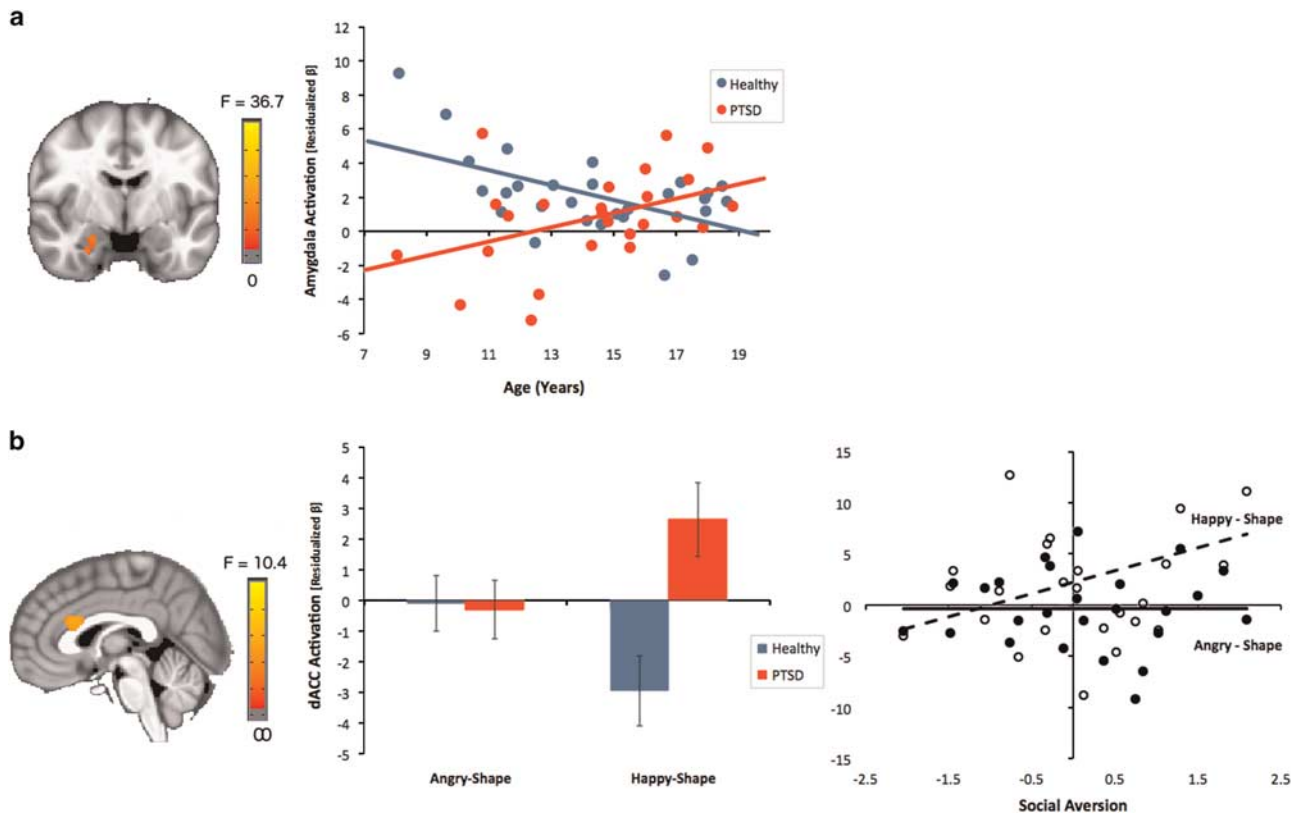 a
F = 36.7
0
Amygdala Activation [Residualized β]
12
10
8
6
4
2
0
-2
-4
-6
7 9 11 13 15 17 19
Age (Years)
Healthy
PTSD
b
F = 10.4
8
dACC Activation [Residualized β]
5
4
3
2
1
0
-1
-2
-3
-4
-5
Angry-Shape Happy-Shape
Healthy
PTSD
15
10
5
0
-5
-10
-15
Happy - Shape
Angry - Shape
-2.5 -1.5 -0.5 0.5 1.5 2.5
Social Aversion